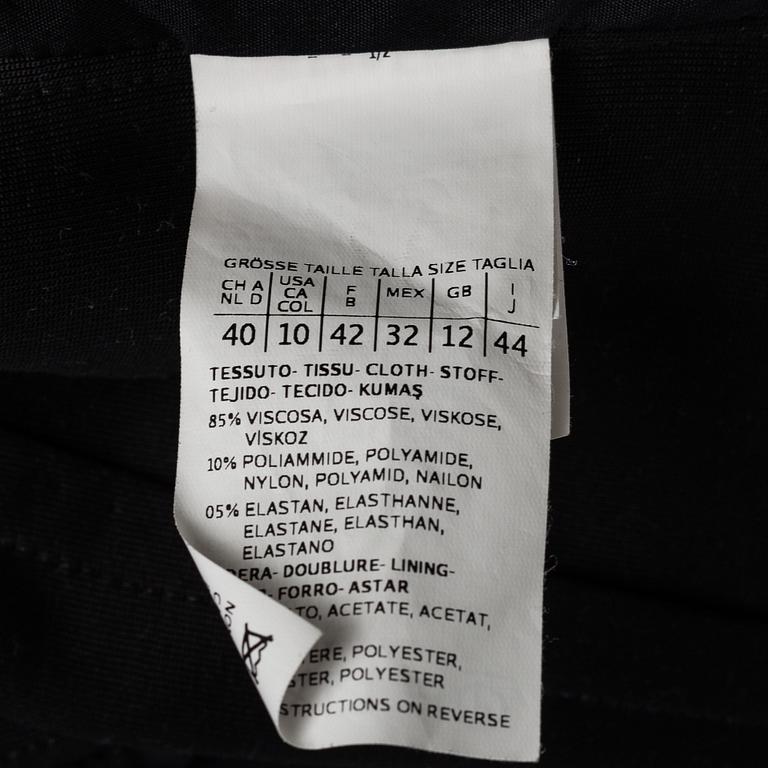 1/2
GRÖSSE TAILLE TALLA SIZE TAGLIA
CH A NL D | USA CA COL | F B | MEX | GB | I J
40 | 10 | 42 | 32 | 12 | 44
TESSUTO- TISSU- CLOTH- STOFF-
TEJIDO- TECIDO- KUMAŞ
85% VISCOSA, VISCOSE, VISKOSE,
VİSKOZ
10% POLIAMMIDE, POLYAMIDE,
NYLON, POLYAMID, NAILON
05% ELASTAN, ELASTHANNE,
ELASTANE, ELASTHAN,
ELASTANO
DERA- DOUBLURE- LINING-
FORRO- ASTAR
TO, ACETATE, ACETAT,
ERE, POLYESTER,
STER, POLYESTER
STRUCTIONS ON REVERSE